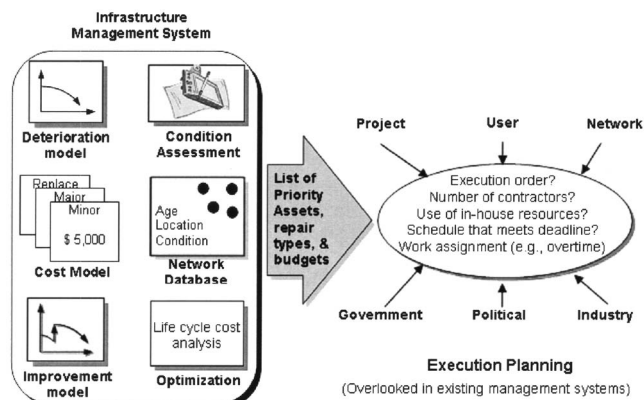 Infrastructure
Management System
Deterioration
model
Condition
Assessment
Replace
Major
Minor
$ 5,000
Cost Model
Age
Location
Condition
Network
Database
Improvement
model
Life cycle cost
analysis
Optimization
List of
Priority
Assets,
repair
types, &
budgets
Project
User
Network
Execution order?
Number of contractors?
Use of in-house resources?
Schedule that meets deadline?
Work assignment (e.g., overtime)
Government
Political
Industry
Execution Planning
(Overlooked in existing management systems)